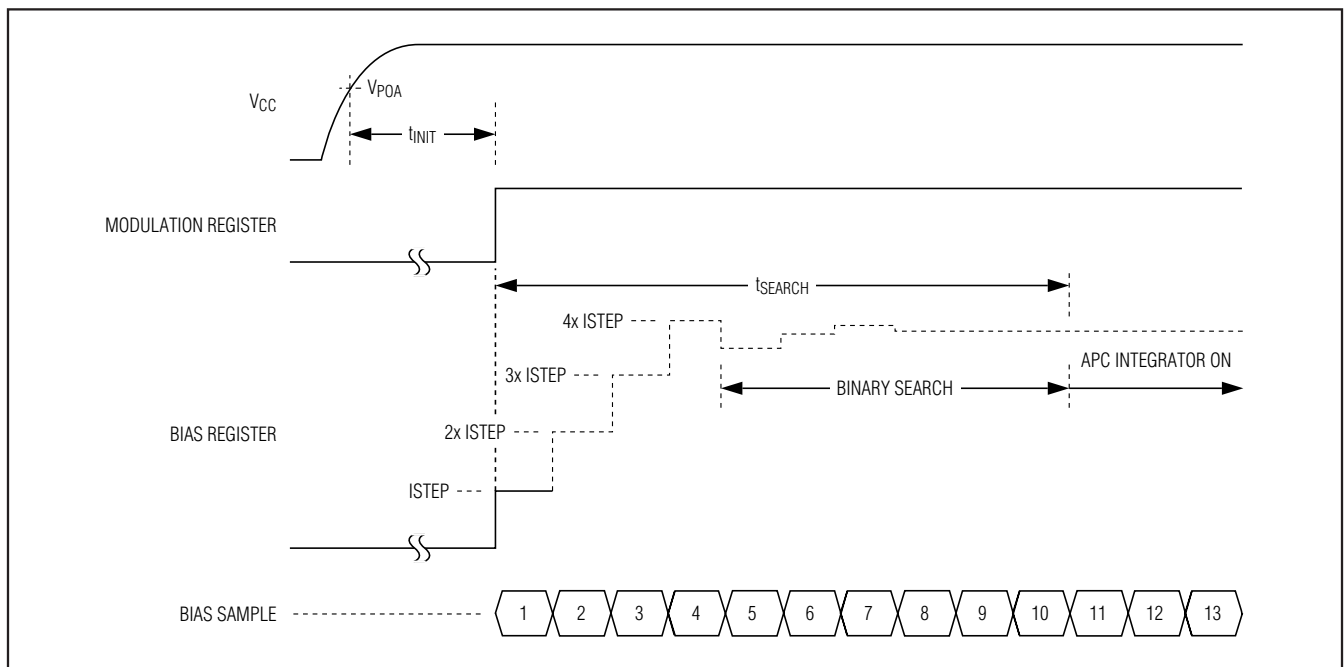 VCC
VPOA
tINIT
MODULATION REGISTER
tSEARCH
4x ISTEP
3x ISTEP
APC INTEGRATOR ON
BINARY SEARCH
2x ISTEP
BIAS REGISTER
ISTEP
BIAS SAMPLE
1 2 3 4 5 6 7 8 9 10 11 12 13